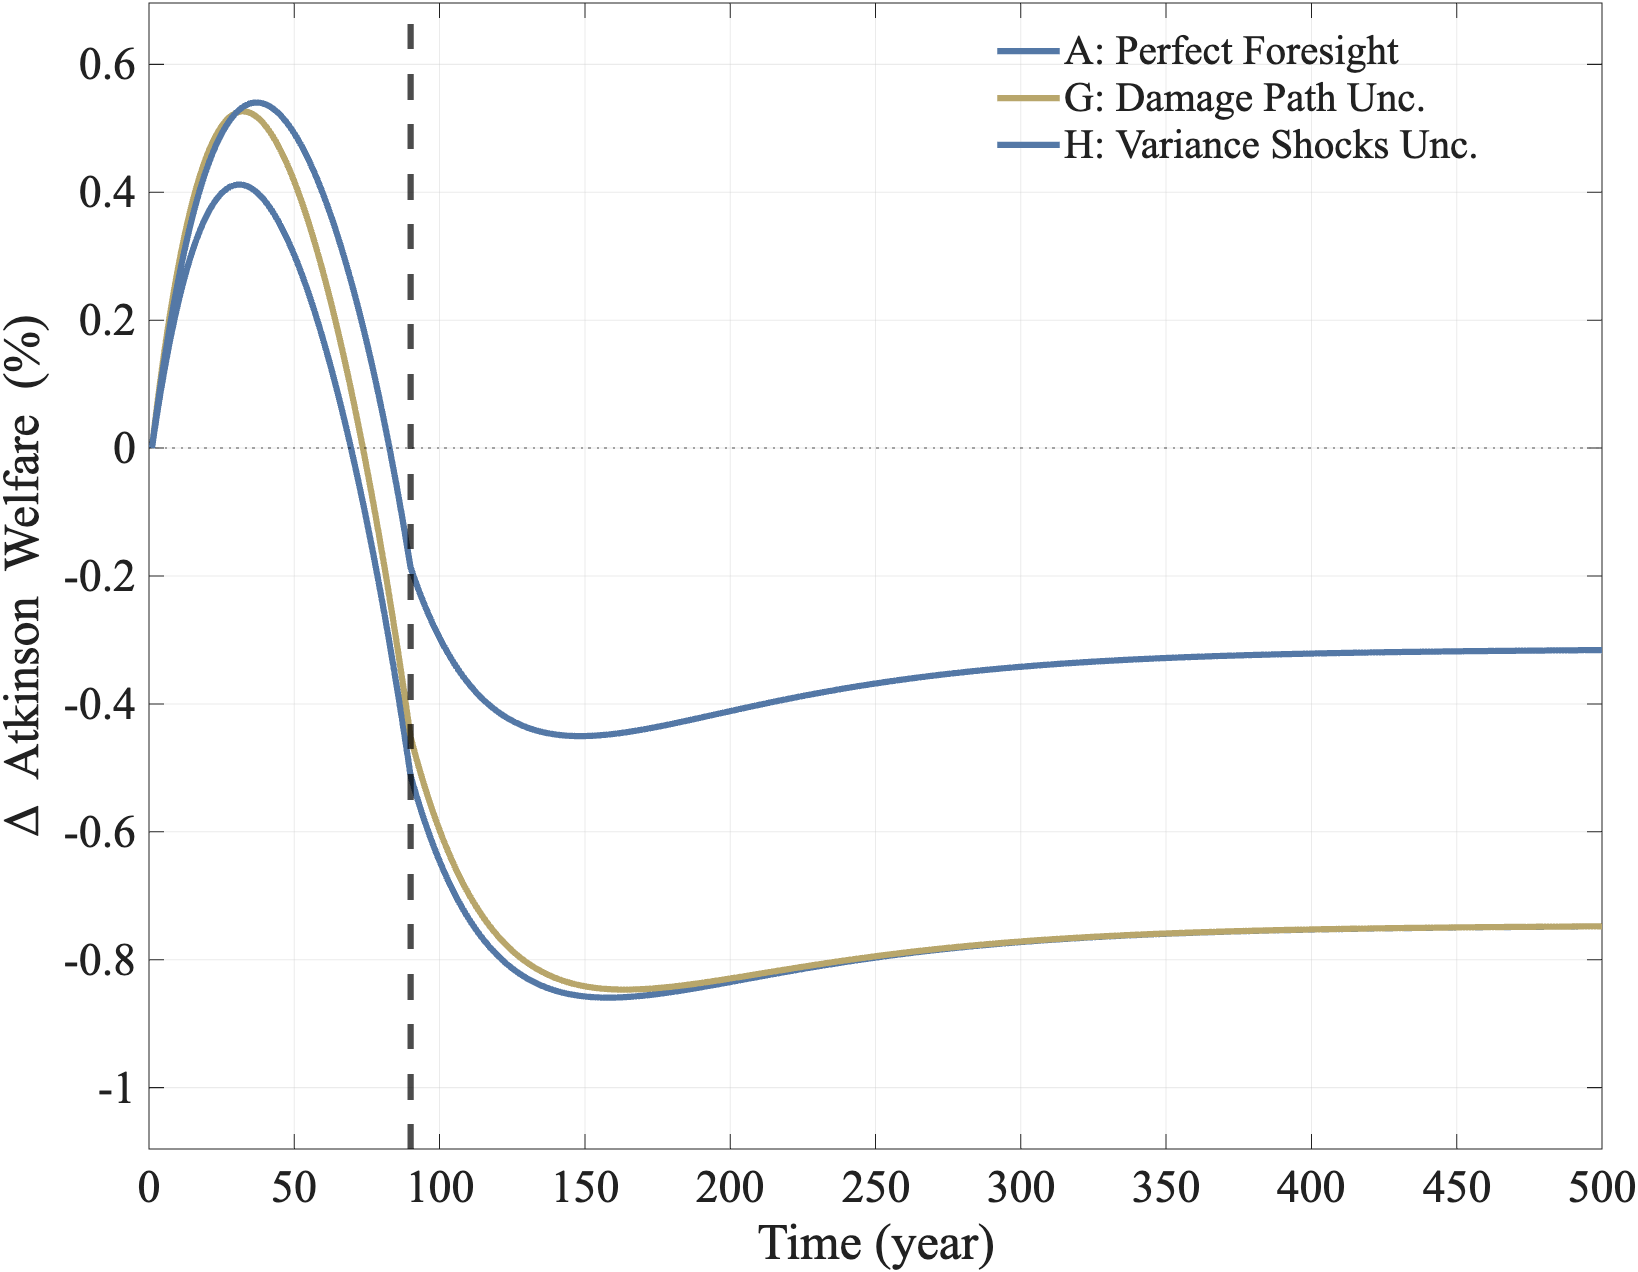 A: Perfect Foresight
G: Damage Path Unc.
H: Variance Shocks Unc.
0.6
0.4
0.2
0
-0.2
-0.4
-0.6
-0.8
-1
Δ Atkinson Welfare (%)
0 50 100 150 200 250 300 350 400 450 500
Time (year)